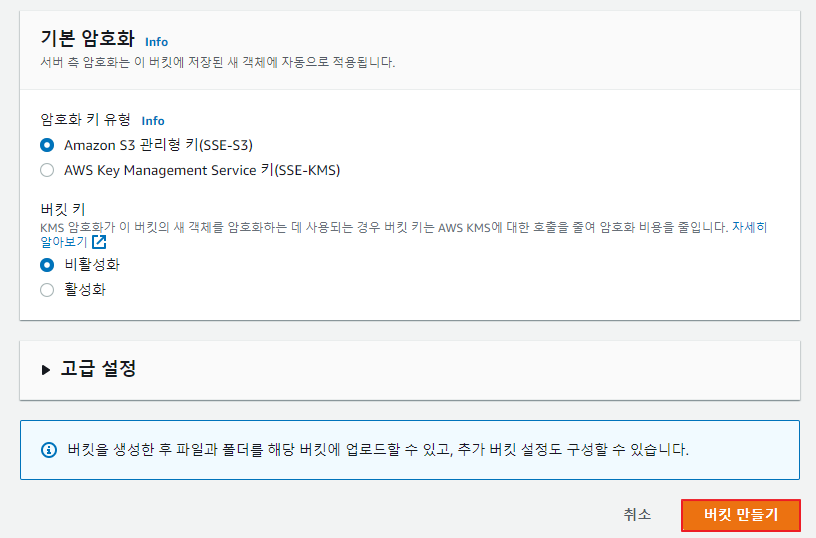 기본 암호화 Info
서버 측 암호화는 이 버킷에 저장된 새 객체에 자동으로 적용됩니다.
암호화 키 유형 Info
Amazon S3 관리형 키(SSE-S3)
AWS Key Management Service 키(SSE-KMS)
버킷 키
KMS 암호화가 이 버킷의 새 객체를 암호화하는 데 사용되는 경우 버킷 키는 AWS KMS에 대한 호출을 줄여 암호화 비용을 줄입니다. 자세히
알아보기
비활성화
활성화
고급 설정
버킷을 생성한 후 파일과 폴더를 해당 버킷에 업로드할 수 있고, 추가 버킷 설정도 구성할 수 있습니다.
취소 버킷 만들기